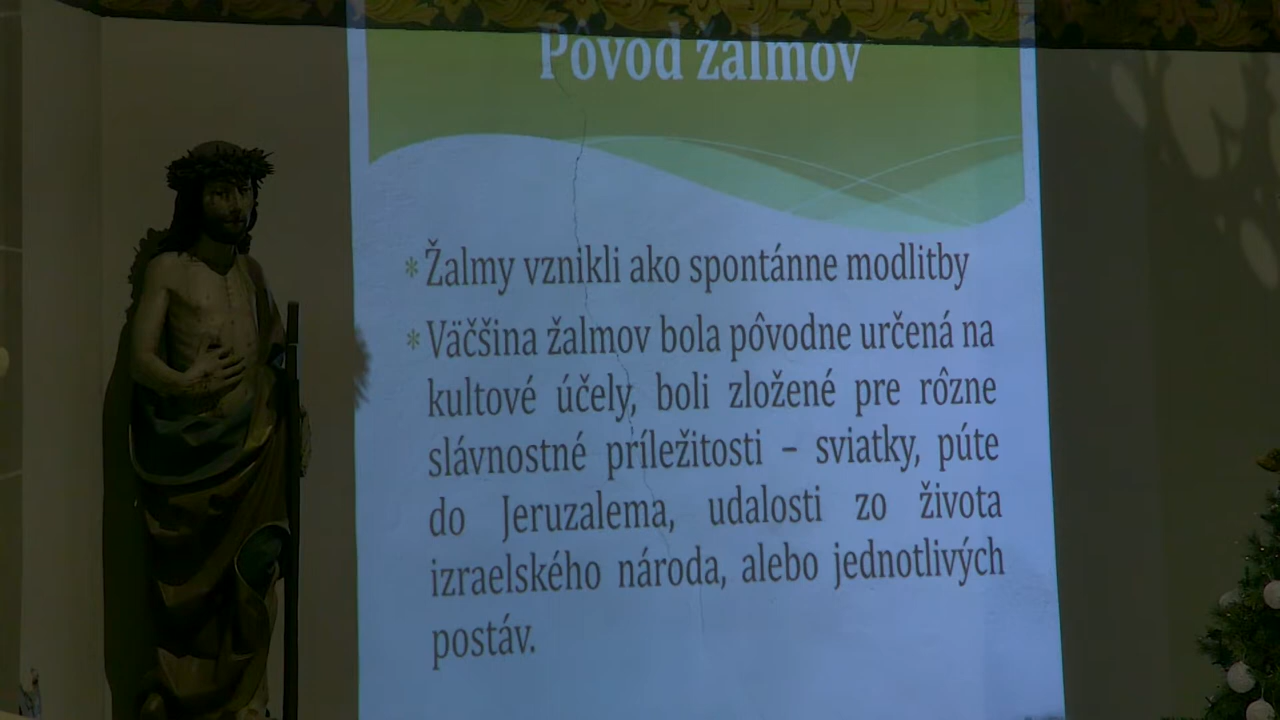 Pôvod žalmov
* Žalmy vznikli ako spontánne modlitby
* Väčšina žalmov bola pôvodne určená na
kultové účely, boli zložené pre rôzne
slávnostné príležitosti – sviatky, púte
do Jeruzalema, udalosti zo života
izraelského národa, alebo jednotlivých
postáv.